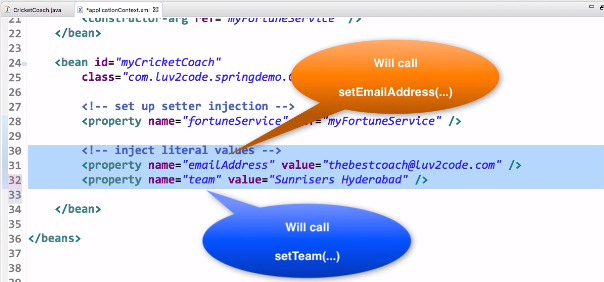 CricketCoach.java
*applicationContext.xml
21 <constructor-arg ref="myFortuneService" />
22 </bean>
23
24 <bean id="myCricketCoach"
25 class="com.luv2code.springdemo.
26
27 <!-- set up setter injection -->
28 <property name="fortuneService" ref="myFortuneService" />
29
30 <!-- inject literal values -->
31 <property name="emailAddress" value="thebestcoach@luv2code.com" />
32 <property name="team" value="Sunrisers Hyderabad" />
33
34 </bean>
35
36 </beans>
37
38
Will call
setEmailAddress(...)
Will call
setTeam(...)